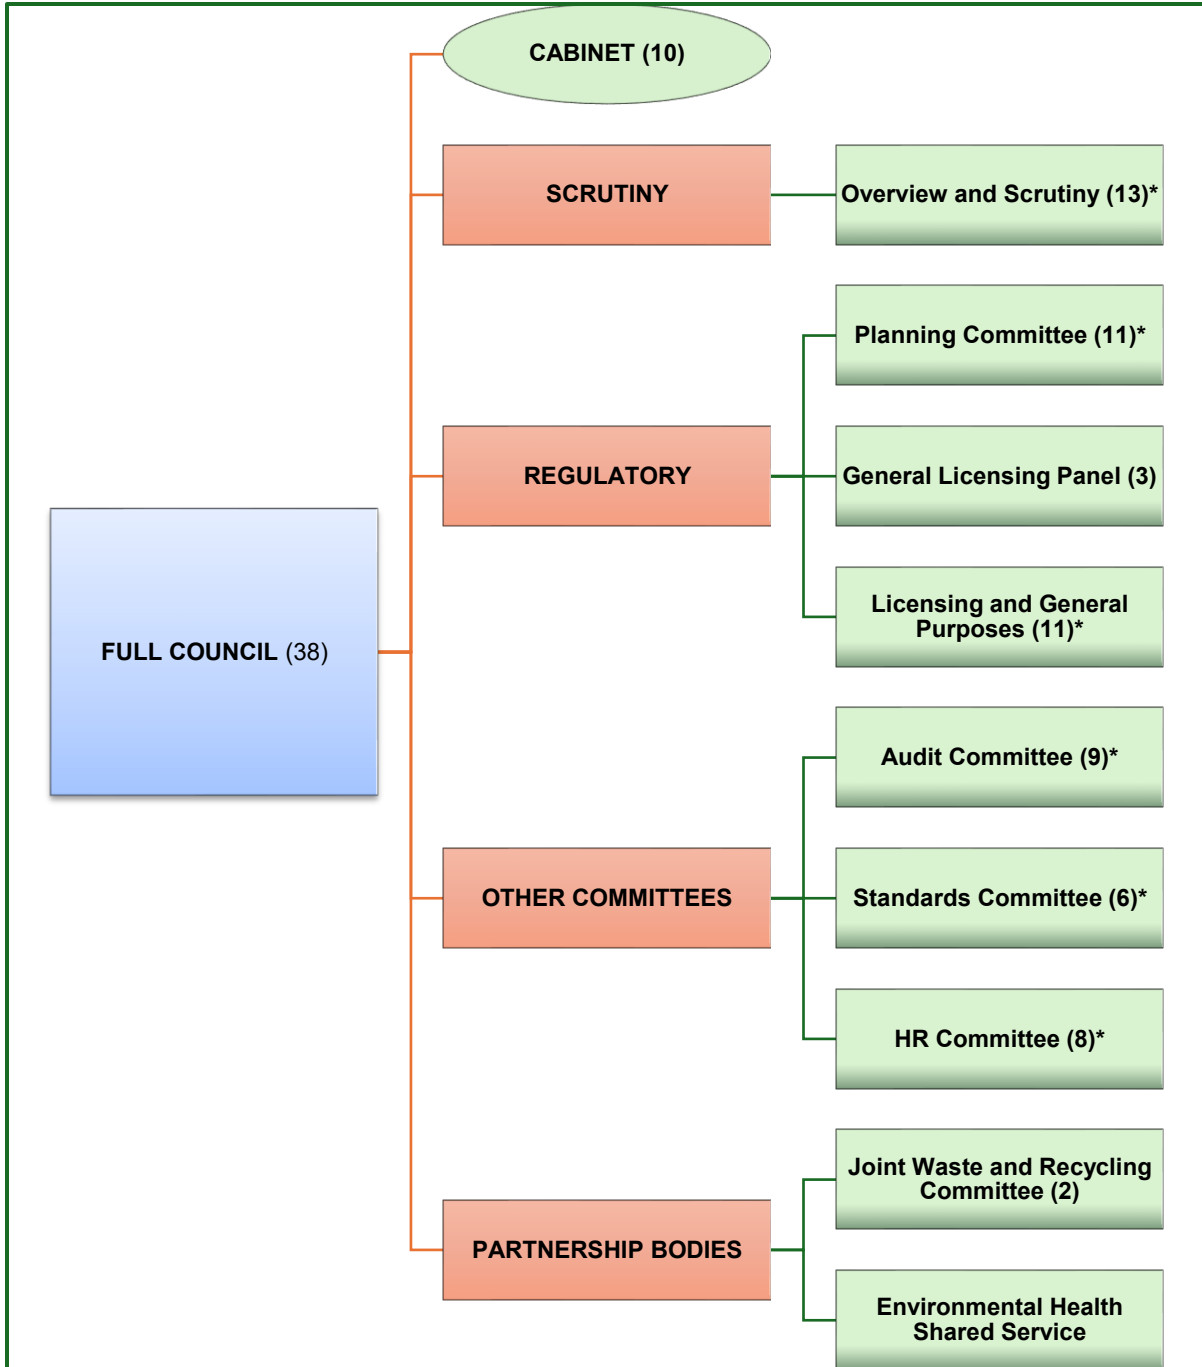 CABINET (10)
SCRUTINY
Overview and Scrutiny (13)*
Planning Committee (11)*
REGULATORY
General Licensing Panel (3)
Licensing and General
Purposes (11)*
FULL COUNCIL (38)
Audit Committee (9)*
OTHER COMMITTEES
Standards Committee (6)*
HR Committee (8)*
Joint Waste and Recycling
Committee (2)
PARTNERSHIP BODIES
Environmental Health
Shared Service